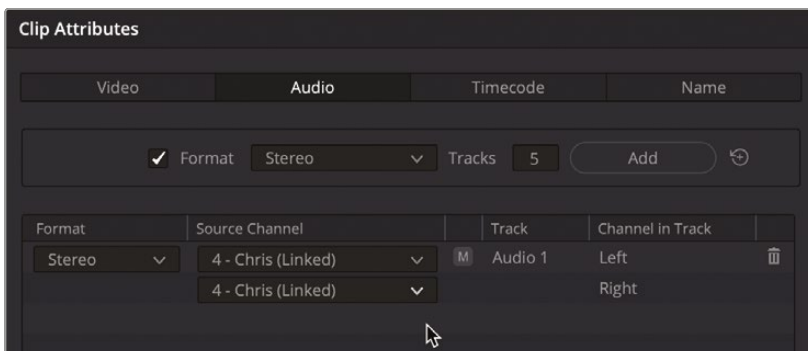 Clip Attributes
Video Audio Timecode Name
Format Stereo Tracks 5 Add
Format Source Channel Track Channel in Track
Stereo 4 - Chris (Linked) M Audio 1 Left
4 - Chris (Linked) Right